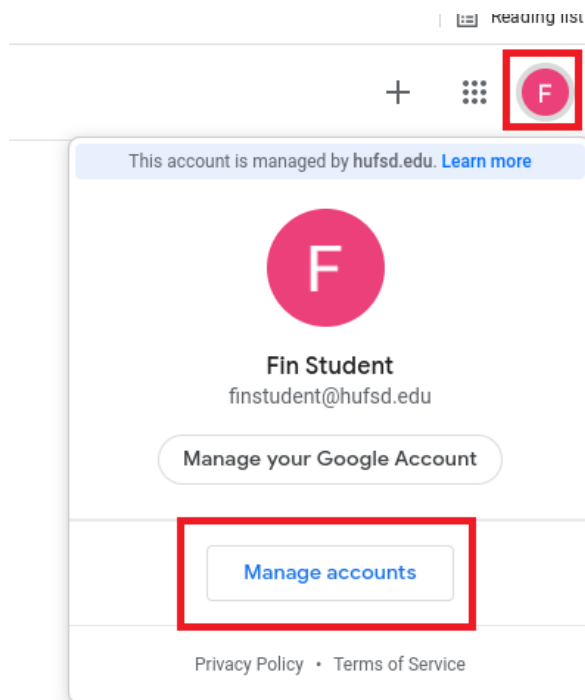 Reading list
F
This account is managed by hufsd.edu. Learn more
F
Fin Student
finstudent@hufsd.edu
Manage your Google Account
Manage accounts
Privacy Policy • Terms of Service